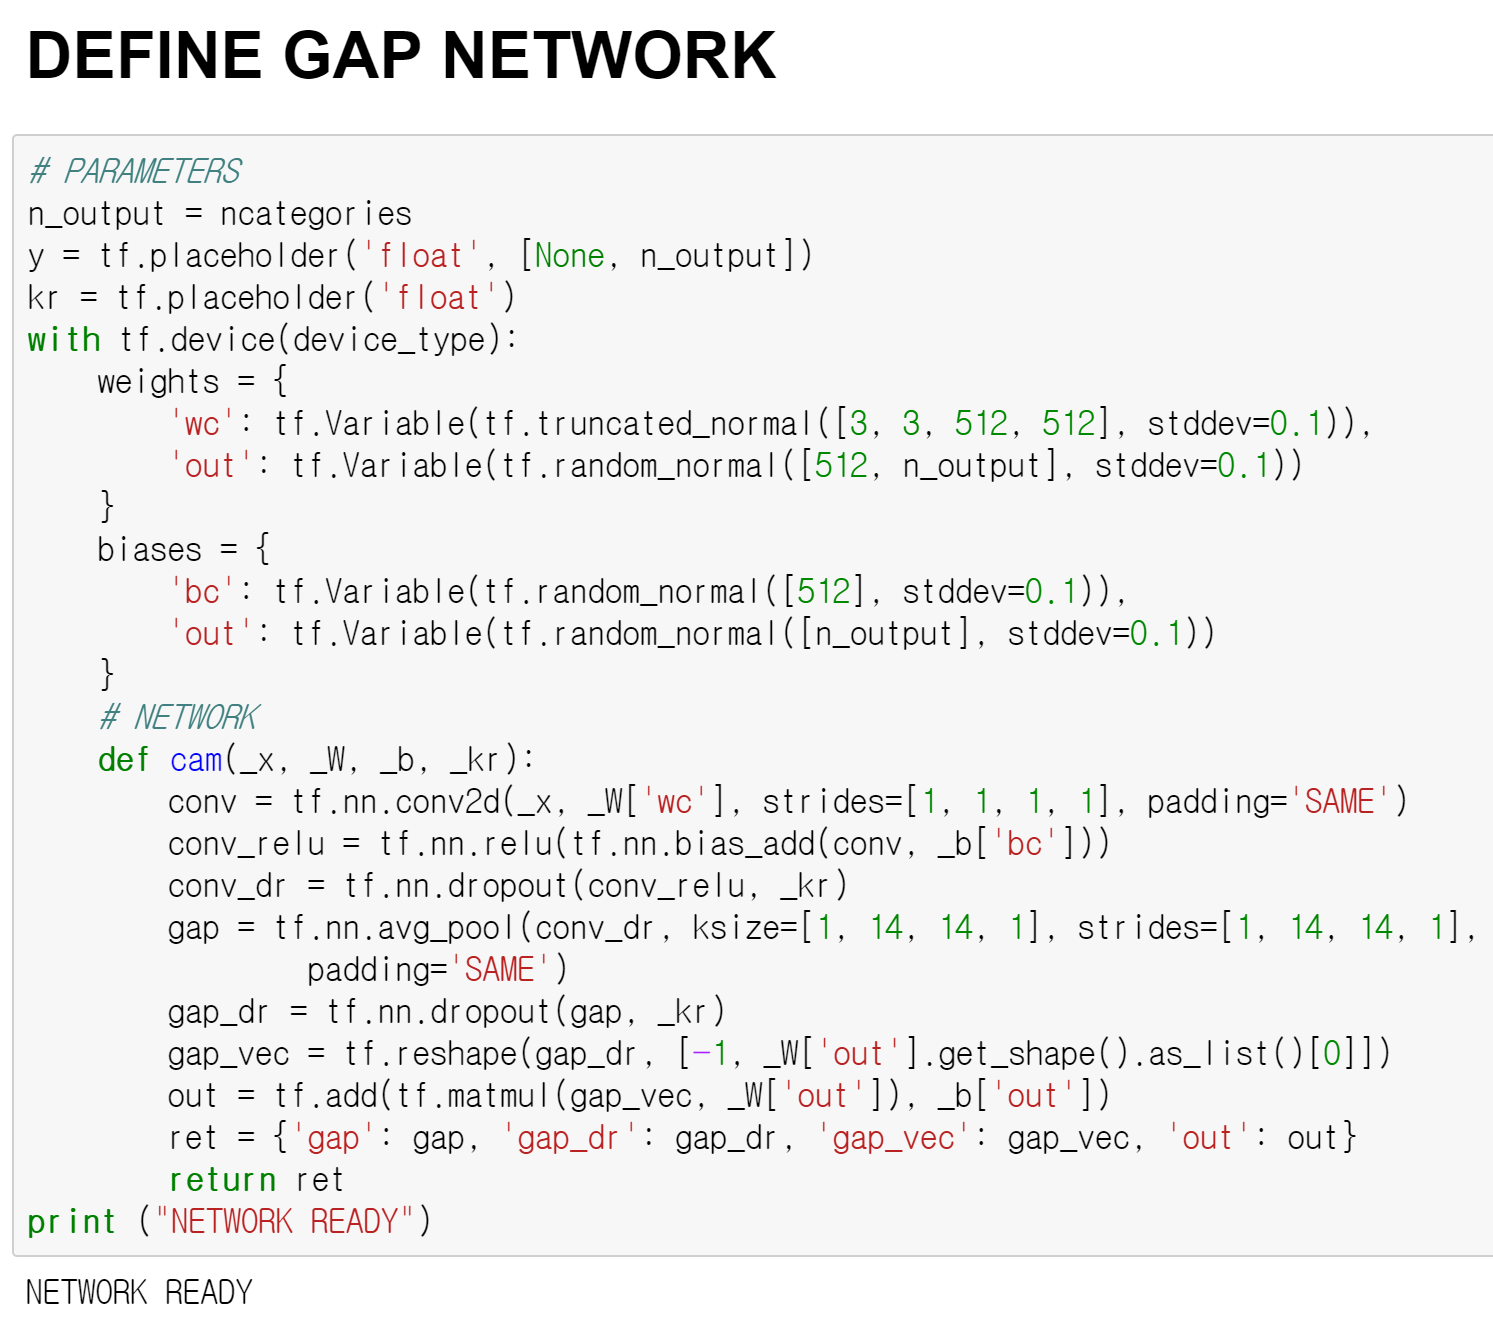 DEFINE GAP NETWORK
# PARAMETERS
n_output = ncategories
y = tf.placeholder('float', [None, n_output])
kr = tf.placeholder('float')
with tf.device(device_type):
    weights = {
        'wc': tf.Variable(tf.truncated_normal([3, 3, 512, 512], stddev=0.1)),
        'out': tf.Variable(tf.random_normal([512, n_output], stddev=0.1))
    }
    biases = {
        'bc': tf.Variable(tf.random_normal([512], stddev=0.1)),
        'out': tf.Variable(tf.random_normal([n_output], stddev=0.1))
    }
    # NETWORK
    def cam(_x, _W, _b, _kr):
        conv = tf.nn.conv2d(_x, _W['wc'], strides=[1, 1, 1, 1], padding='SAME')
        conv_relu = tf.nn.relu(tf.nn.bias_add(conv, _b['bc']))
        conv_dr = tf.nn.dropout(conv_relu, _kr)
        gap = tf.nn.avg_pool(conv_dr, ksize=[1, 14, 14, 1], strides=[1, 14, 14, 1],
                padding='SAME')
        gap_dr = tf.nn.dropout(gap, _kr)
        gap_vec = tf.reshape(gap_dr, [-1, _W['out'].get_shape().as_list()[0]])
        out = tf.add(tf.matmul(gap_vec, _W['out']), _b['out'])
        ret = {'gap': gap, 'gap_dr': gap_dr, 'gap_vec': gap_vec, 'out': out}
        return ret
print ("NETWORK READY")
NETWORK READY